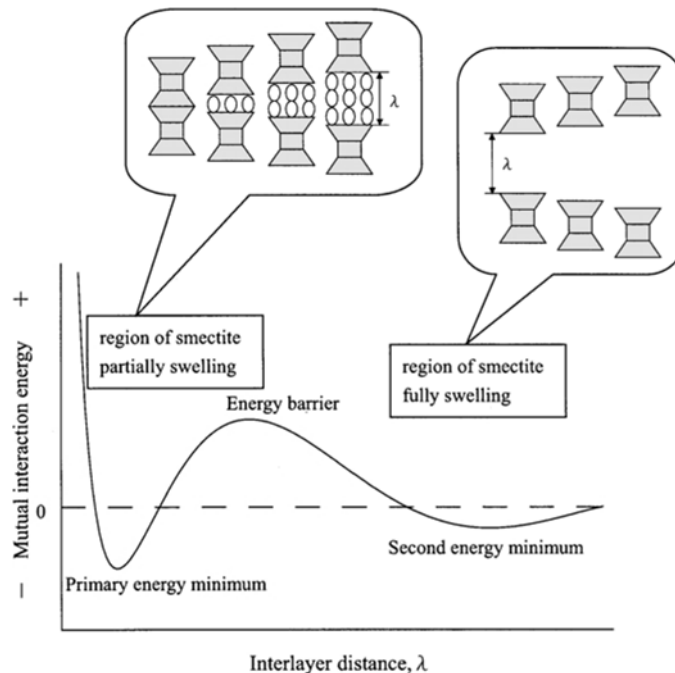 λ
λ
+
region of smectite
partially swelling
region of smectite
fully swelling
Energy barrier
Mutual interaction energy
0
Second energy minimum
Primary energy minimum
−
Interlayer distance, λ